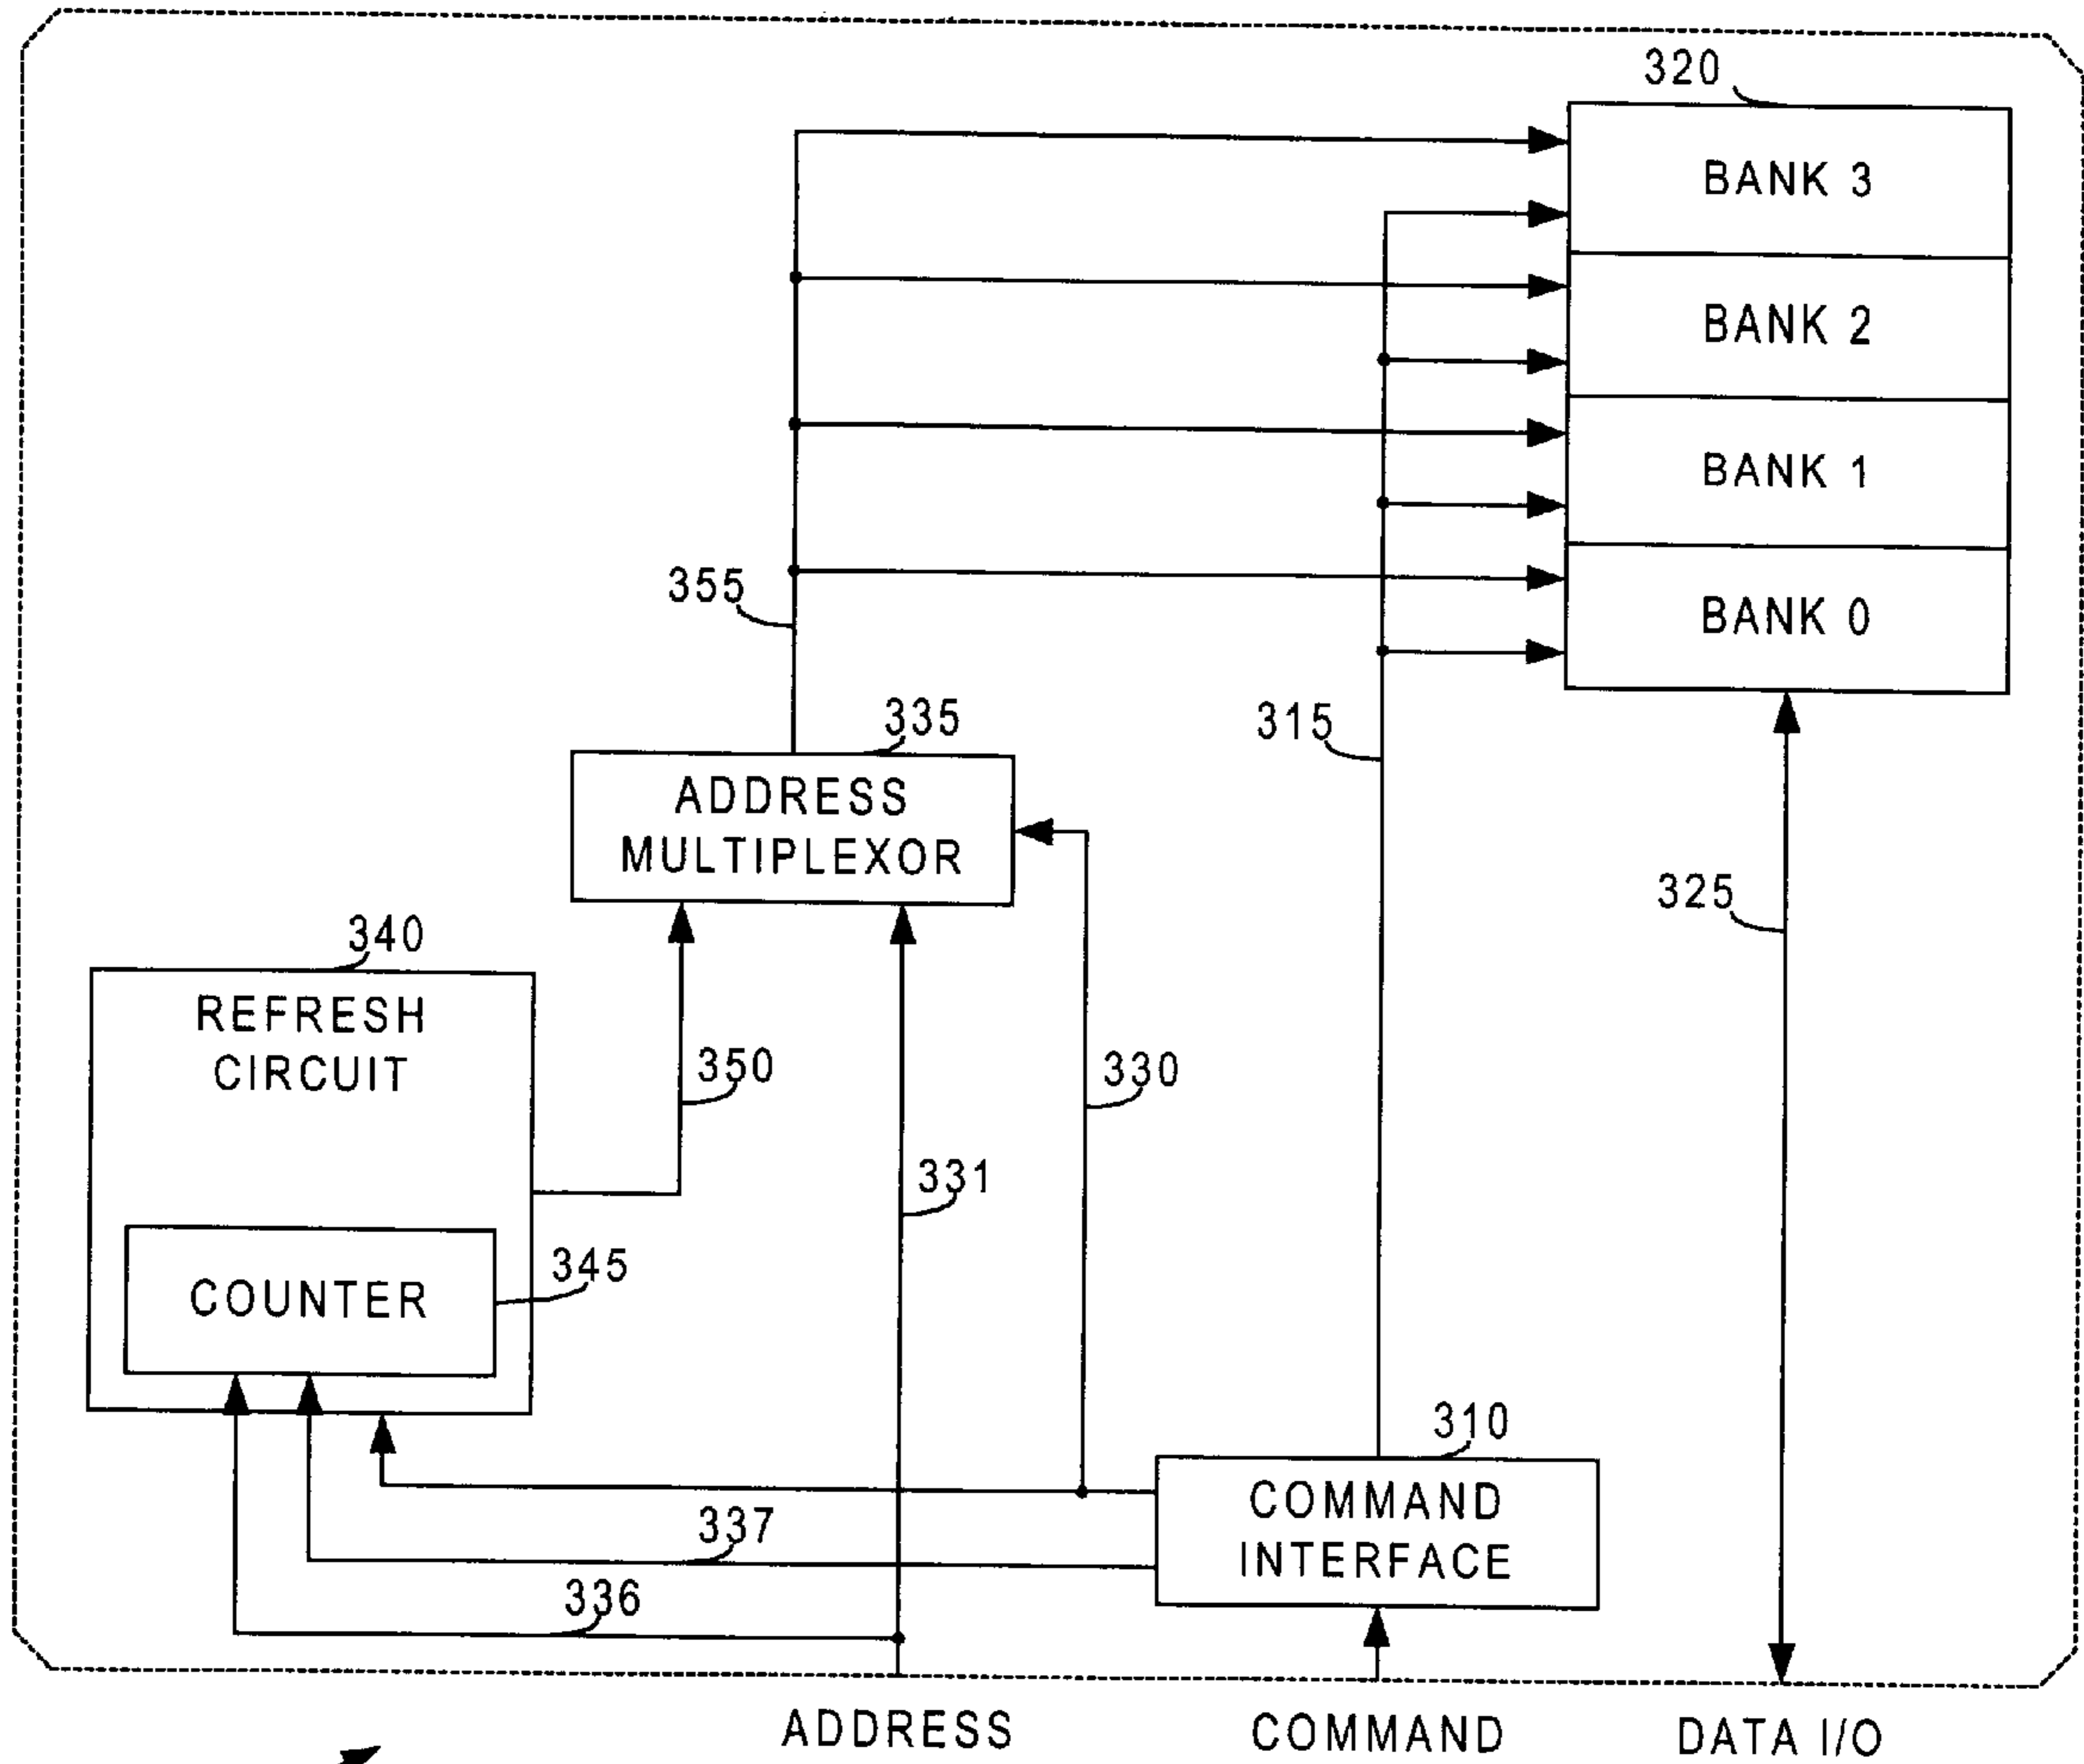 320
BANK 3
BANK 2
BANK 1
BANK 0
355
335
315
ADDRESS
MULTIPLEXOR
325
340
REFRESH
CIRCUIT
350
330
331
345
COUNTER
310
COMMAND
INTERFACE
337
336
ADDRESS
COMMAND
DATA I/O